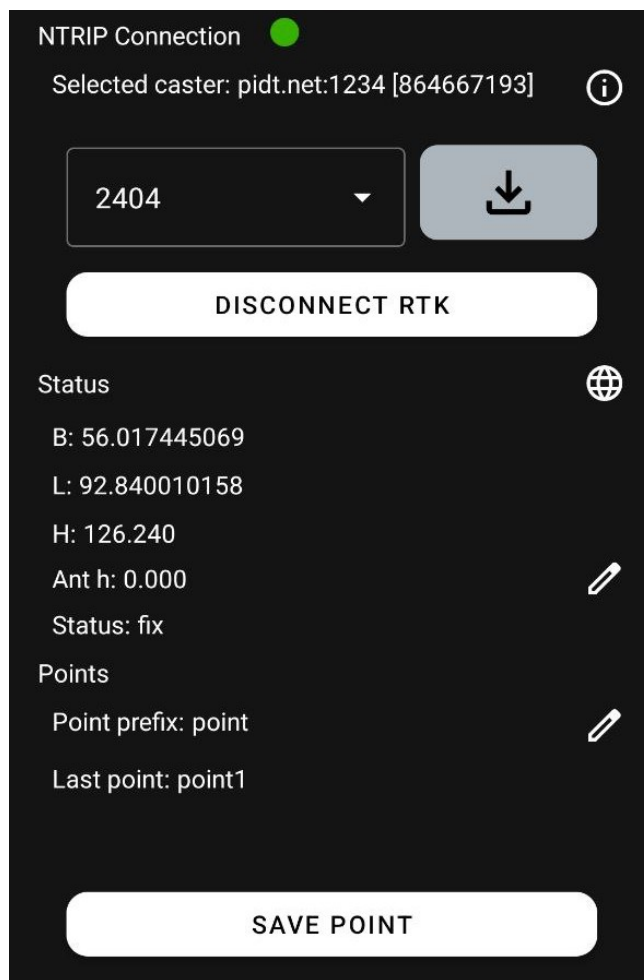 NTRIP Connection
Selected caster: pidt.net:1234 [864667193]
2404
DISCONNECT RTK
Status
B: 56.017445069
L: 92.840010158
H: 126.240
Ant h: 0.000
Status: fix
Points
Point prefix: point
Last point: point1
SAVE POINT